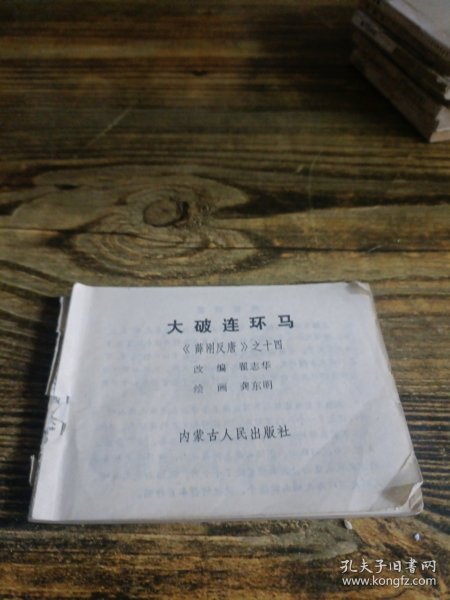 大破连环马
《薛刚反唐》之十四
改 编 翟志华
绘 画 龚东明
内蒙古人民出版社
孔夫子旧书网
www.kongfz.com